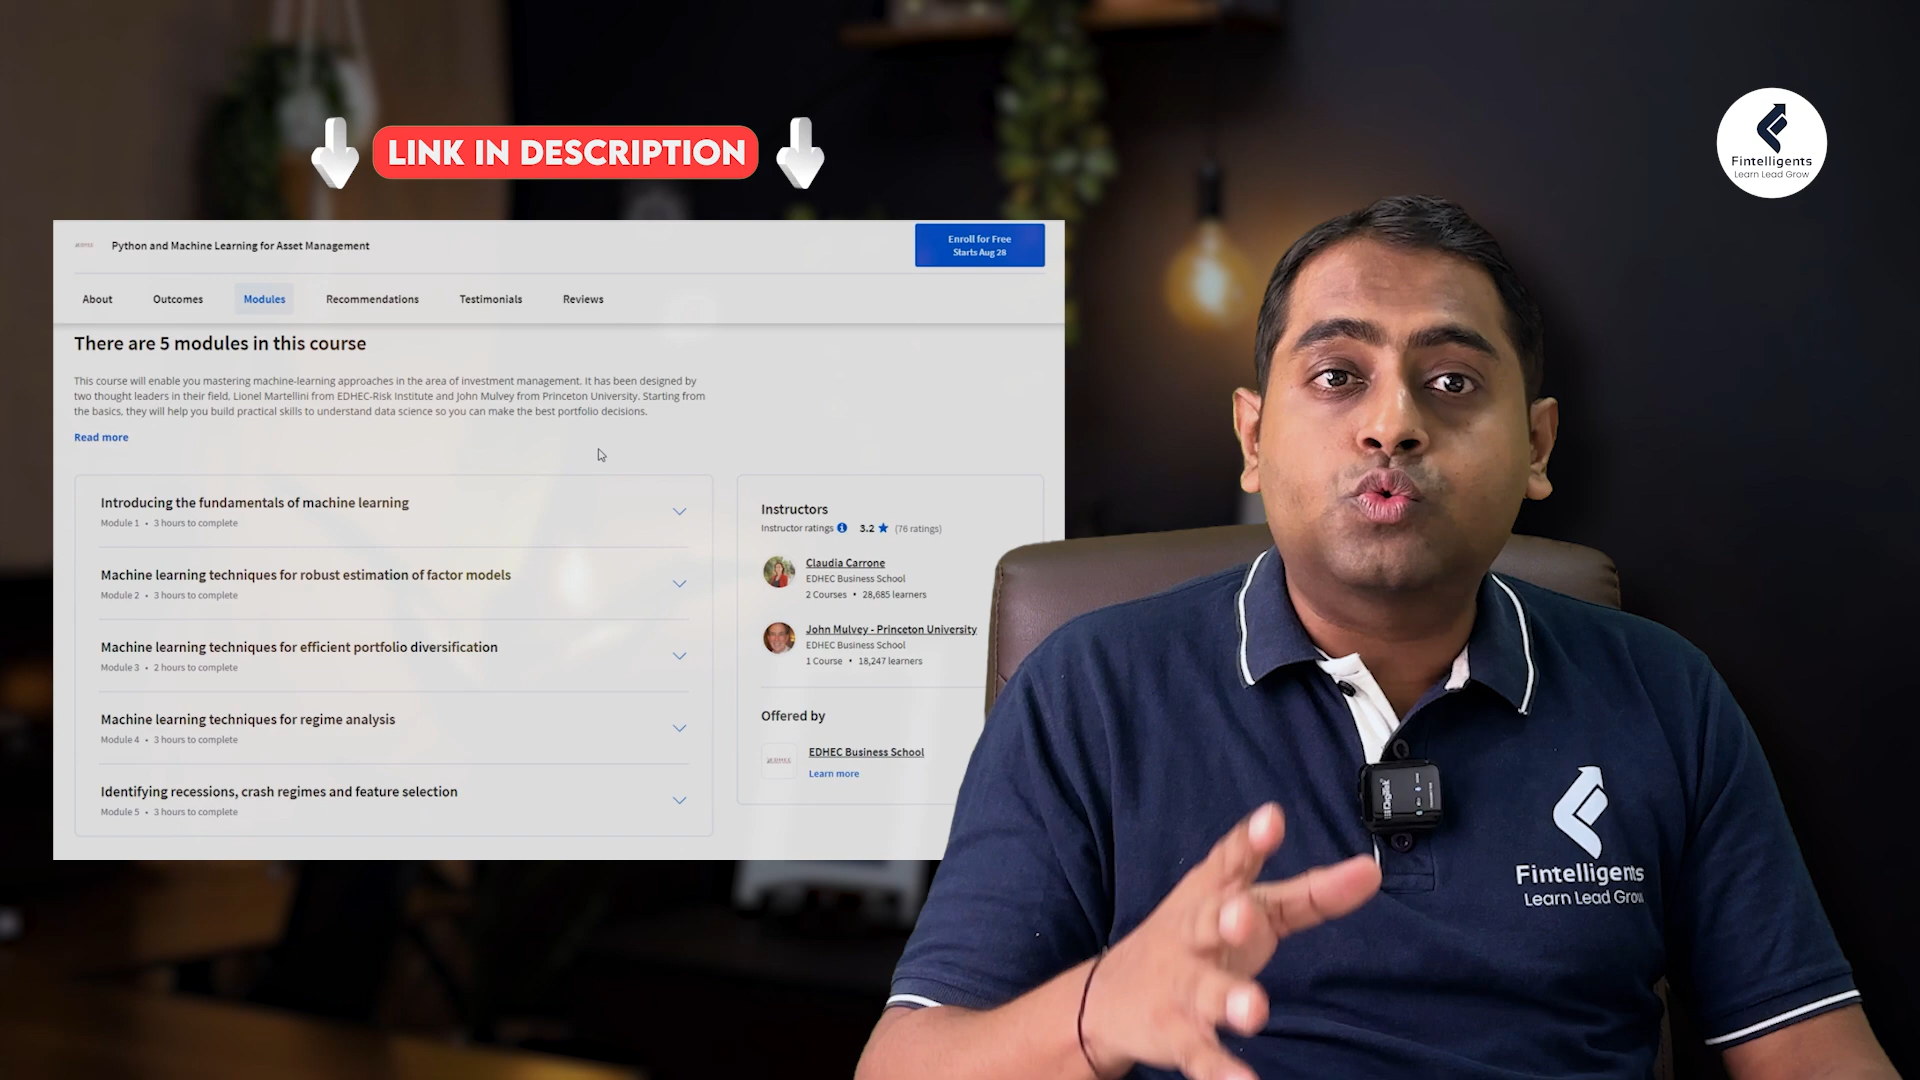 LINK IN DESCRIPTION
Fintelligents
Learn Lead Grow
Python and Machine Learning for Asset Management
Enroll for Free
Starts Aug 28
About
Outcomes
Modules
Recommendations
Testimonials
Reviews
There are 5 modules in this course
This course will enable you mastering machine-learning approaches in the area of investment management. It has been designed by
two thought leaders in their field, Lionel Martellini from EDHEC-Risk Institute and John Mulvey from Princeton University. Starting from
the basics, they will help you build practical skills to understand data science so you can make the best portfolio decisions.
Read more
Introducing the fundamentals of machine learning
Module 1 • 3 hours to complete
Machine learning techniques for robust estimation of factor models
Module 2 • 3 hours to complete
Machine learning techniques for efficient portfolio diversification
Module 3 • 2 hours to complete
Machine learning techniques for regime analysis
Module 4 • 3 hours to complete
Identifying recessions, crash regimes and feature selection
Module 5 • 3 hours to complete
Instructors
Instructor ratings 3.2 ★ (76 ratings)
Claudia Carrone
EDHEC Business School
2 Courses • 28,685 learners
John Mulvey - Princeton University
EDHEC Business School
1 Course • 18,247 learners
Offered by
EDHEC Business School
Learn more
Fintelligents
Learn Lead Grow